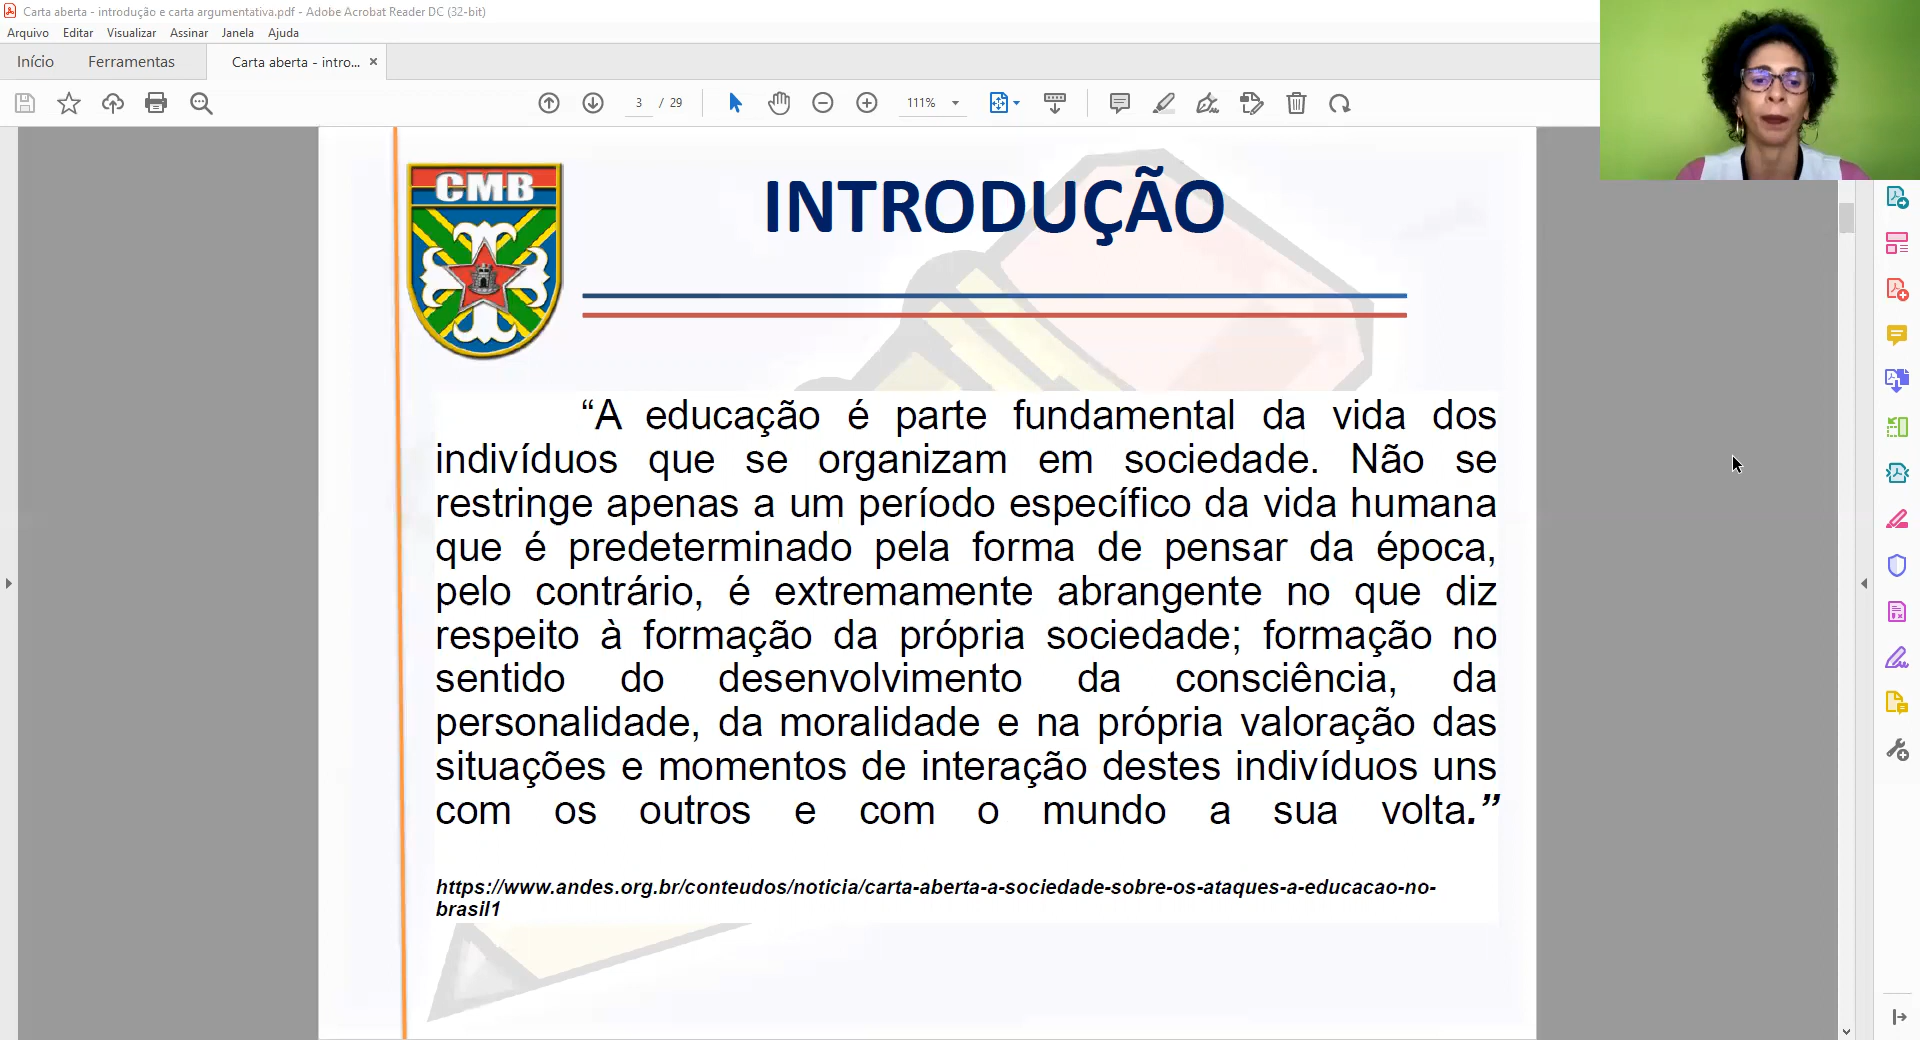 Carta aberta - introdução e carta argumentativa.pdf - Adobe Acrobat Reader DC (32-bit)
Arquivo Editar Visualizar Assinar Janela Ajuda
Início Ferramentas Carta aberta - intro... ×
3 / 29 111%
CMB
INTRODUÇÃO
“A educação é parte fundamental da vida dos
indivíduos que se organizam em sociedade. Não se
restringe apenas a um período específico da vida humana
que é predeterminado pela forma de pensar da época,
pelo contrário, é extremamente abrangente no que diz
respeito à formação da própria sociedade; formação no
sentido do desenvolvimento da consciência, da
personalidade, da moralidade e na própria valoração das
situações e momentos de interação destes indivíduos uns
com os outros e com o mundo a sua volta.”
https://www.andes.org.br/conteudos/noticia/carta-aberta-a-sociedade-sobre-os-ataques-a-educacao-no-
brasil1